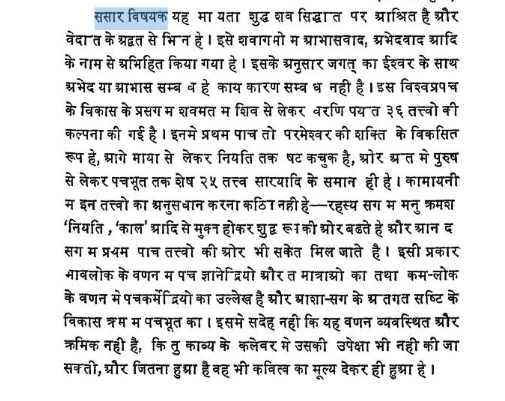 ससार विषयक यह मा यता शुद्ध शव सिद्धात पर आश्रित है और
वेदात के अद्वत से भिन हे। इसे शवागमो म आभासवाद, अभेदवाद आदि
के नाम से अभिहित किया गया हे। इसके अनुसार जगत् का ईश्वर के साथ
अभेद या आभास सम्ब ध हे काय कारण सम्ब ध नही है। इस विश्वप्रपच
के विकास के प्रसग म शवमत म शिव से लेकर धरणि पयत ३६ तत्त्वो की
कल्पना की गई है। इनमे प्रथम पाच तो परमेश्वर की शक्ति के विकसित
रूप हे, आगे माया से लेकर नियति तक षट कचुक है, ओर अत मे पुरुष
से लेकर पचभूत तक शेष २५ तत्त्व सारयादि के समान ही हे। कामायनी
म इन तत्त्वो का अनुसधान करना कठिन नही हे—रहस्य सग म मनु क्रमश
'नियति, 'काल' आदि से मुक्त होकर शुद्व रूप की ओर बढते हे और आन द
सग म प्रथम पाच तत्त्वो की ओर भी सकेत मिल जाते है। इसी प्रकार
भावलोक के वणन म पच ज्ञानेद्रियो और त मात्राओ का तथा कम-लोक
के वणन मे पचकर्मेद्रियो का उल्लेख है और आशा-सग के अतगत सष्टि के
विकास क्रम म पचभूत का। इसमे सदेह नही कि यह वणन व्यवस्थित और
क्रमिक नही है, कि तु काव्य के कलेवर मे उसकी उपेक्षा भी नही की जा
सक्ती, और जितना हुआ है वह भी कवित्व का मूल्य देकर ही हुआ हे।